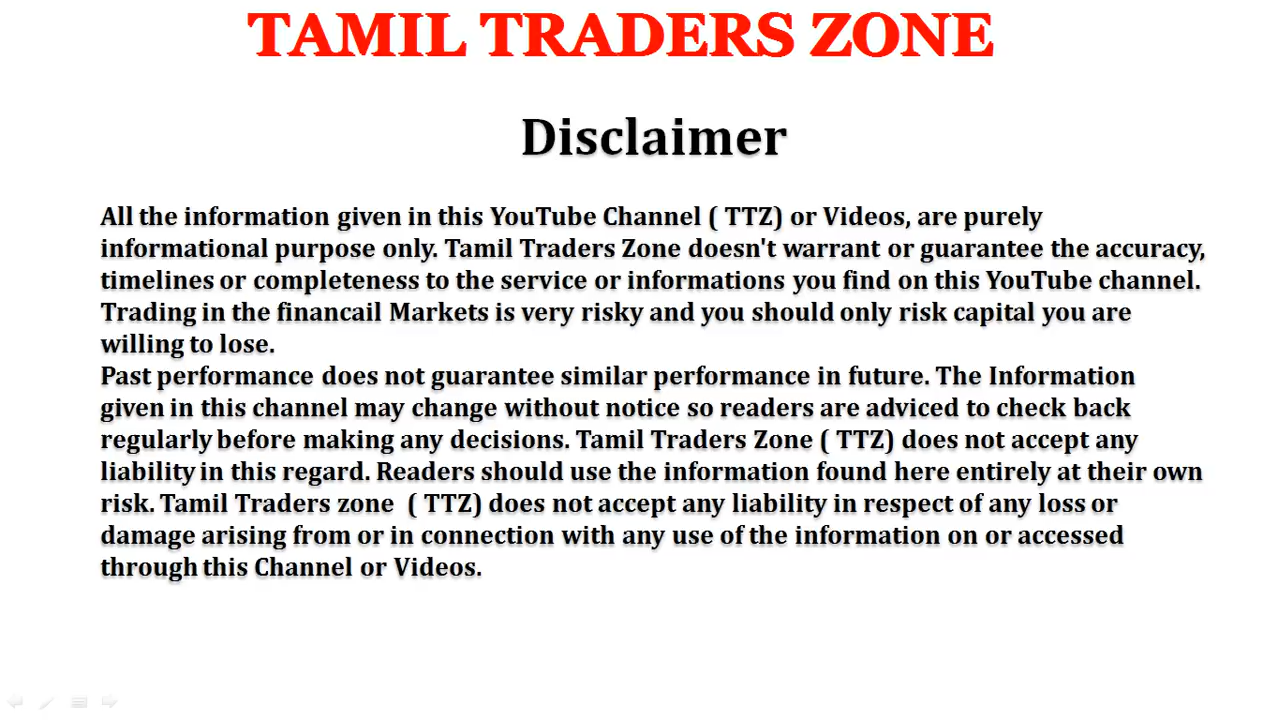 TAMIL TRADERS ZONE
Disclaimer
All the information given in this YouTube Channel ( TTZ) or Videos, are purely
informational purpose only. Tamil Traders Zone doesn't warrant or guarantee the accuracy,
timelines or completeness to the service or informations you find on this YouTube channel.
Trading in the financail Markets is very risky and you should only risk capital you are
willing to lose.
Past performance does not guarantee similar performance in future. The Information
given in this channel may change without notice so readers are adviced to check back
regularly before making any decisions. Tamil Traders Zone ( TTZ) does not accept any
liability in this regard. Readers should use the information found here entirely at their own
risk. Tamil Traders zone  ( TTZ) does not accept any liability in respect of any loss or
damage arising from or in connection with any use of the information on or accessed
through this Channel or Videos.